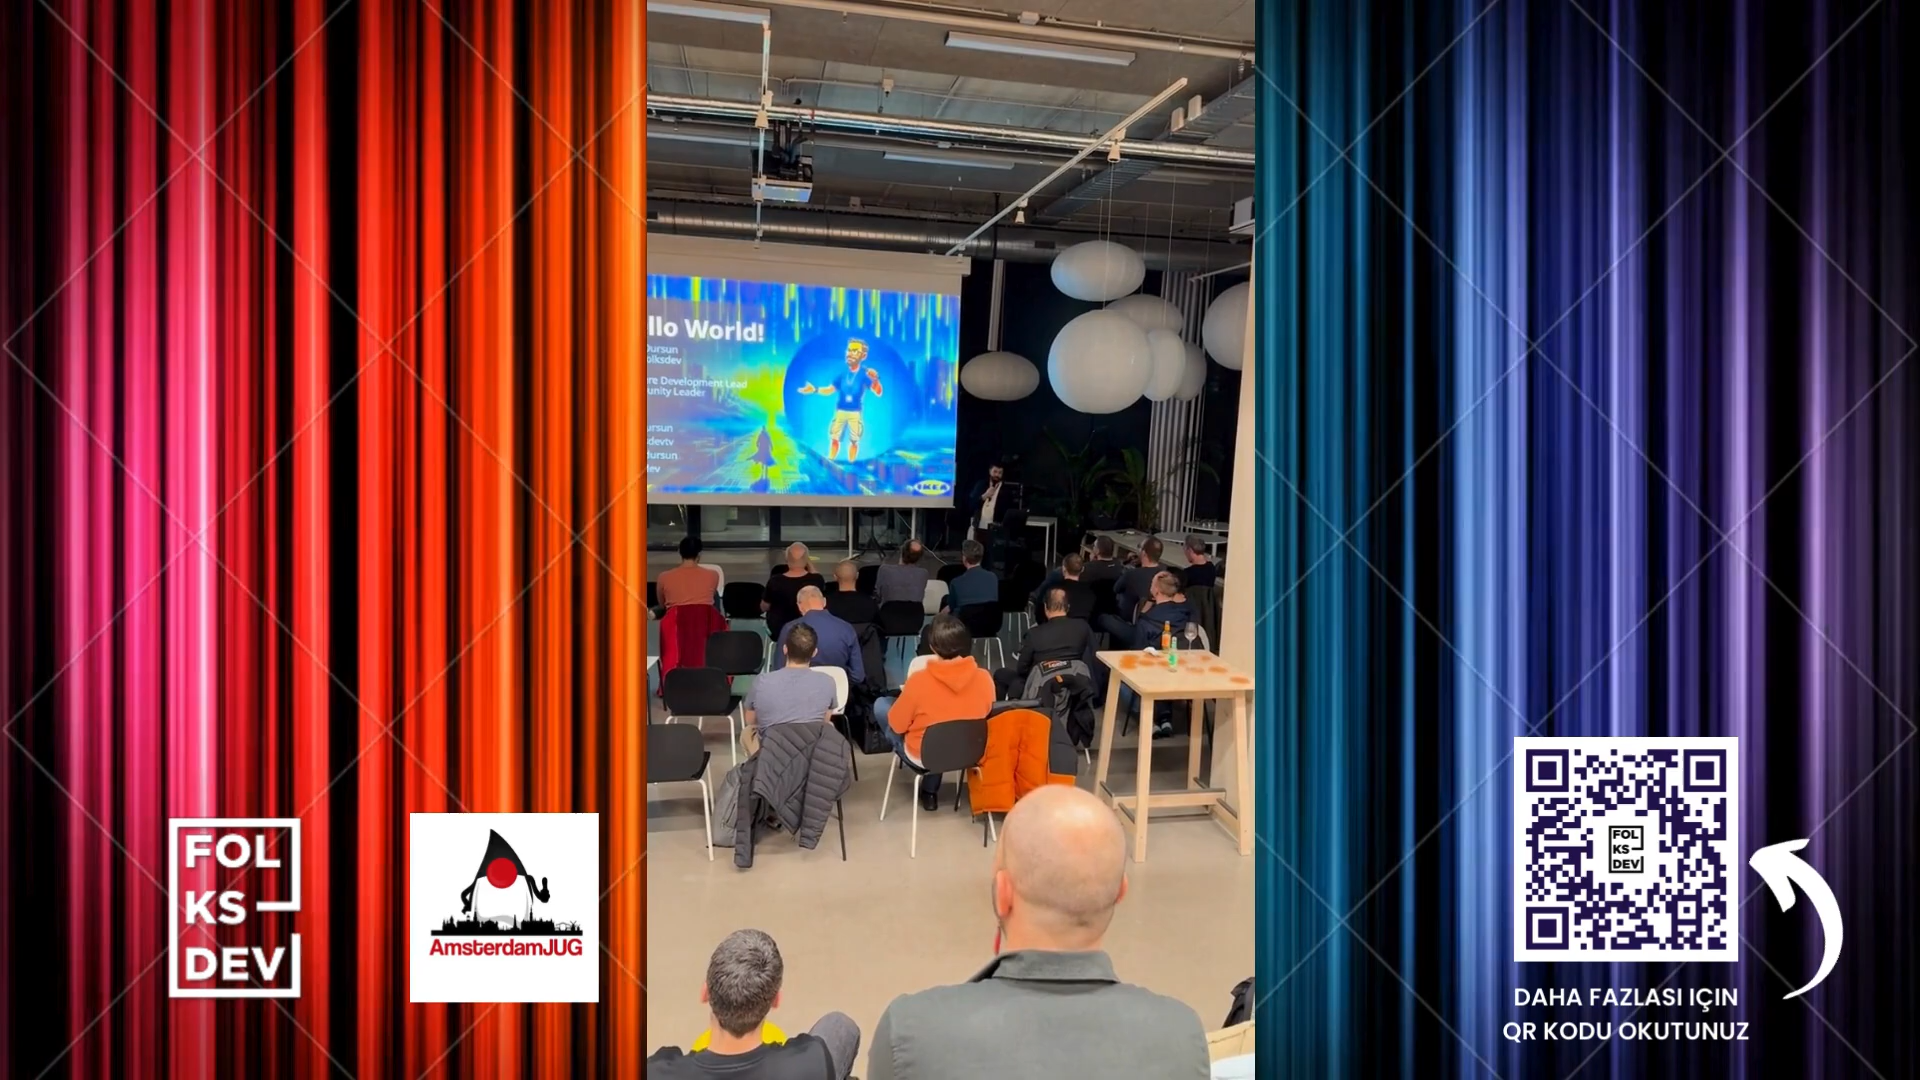 llo World!
Dursun
olksdev
re Development Lead
unity Leader
ursun
sdevtv
dursun
dev
IKEA
FOL
KS
DEV
AmsterdamJUG
FOL
KS
DEV
DAHA FAZLASI IÇIN
QR KODU OKUTUNUZ